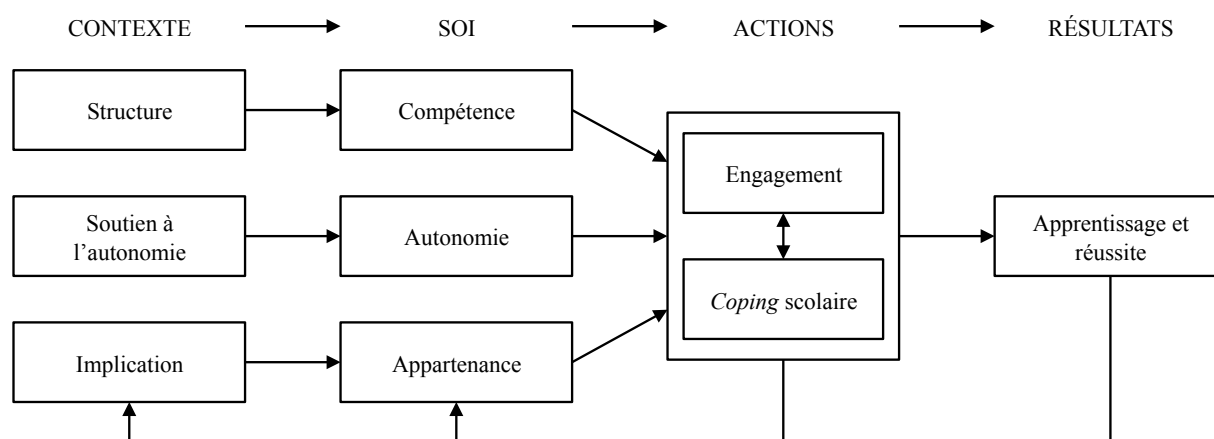 CONTEXTE
SOI
ACTIONS
RÉSULTATS
Structure
Compétence
Engagement
Soutien à
l’autonomie
Autonomie
Apprentissage et
réussite
Coping scolaire
Implication
Appartenance